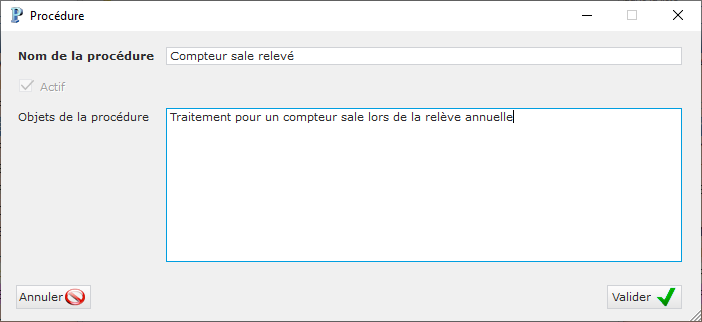 Procédure
Nom de la procédure Compteur sale relevé
Actif
Objets de la procédure Traitement pour un compteur sale lors de la relève annuelle
Annuler Valider